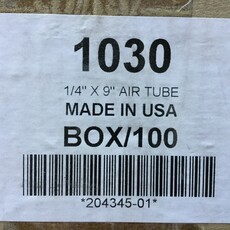 1030
1/4" X 9" AIR TUBE
MADE IN USA
BOX/100
*204345-01*